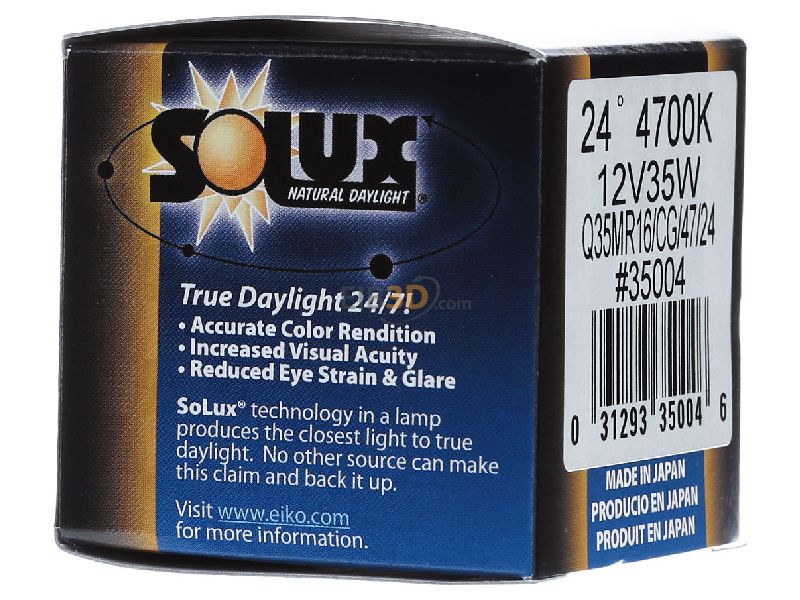 SOLUX™
NATURAL DAYLIGHT®
True Daylight 24/7!
• Accurate Color Rendition
• Increased Visual Acuity
• Reduced Eye Strain & Glare
SoLux® technology in a lamp
produces the closest light to true
daylight. No other source can make
this claim and back it up.
Visit www.eiko.com
for more information.
24° 4700K
12V35W
Q35MR16/CG/47/24
#35004
0 31293 35004 6
MADE IN JAPAN
PRODUCIO EN JAPAN
PRODUIT EN JAPAN